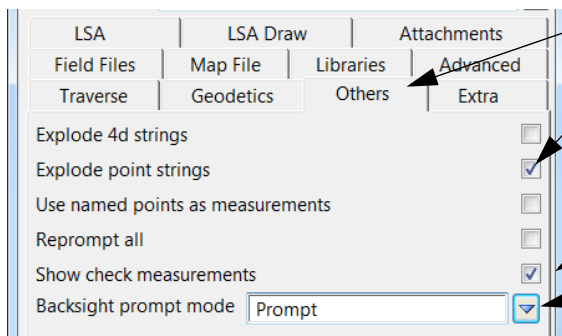 LSA LSA Draw Attachments
Field Files Map File Libraries Advanced
Traverse Geodetics Others Extra
Explode 4d strings
Explode point strings
Use named points as measurements
Reprompt all
Show check measurements
Backsight prompt mode Prompt